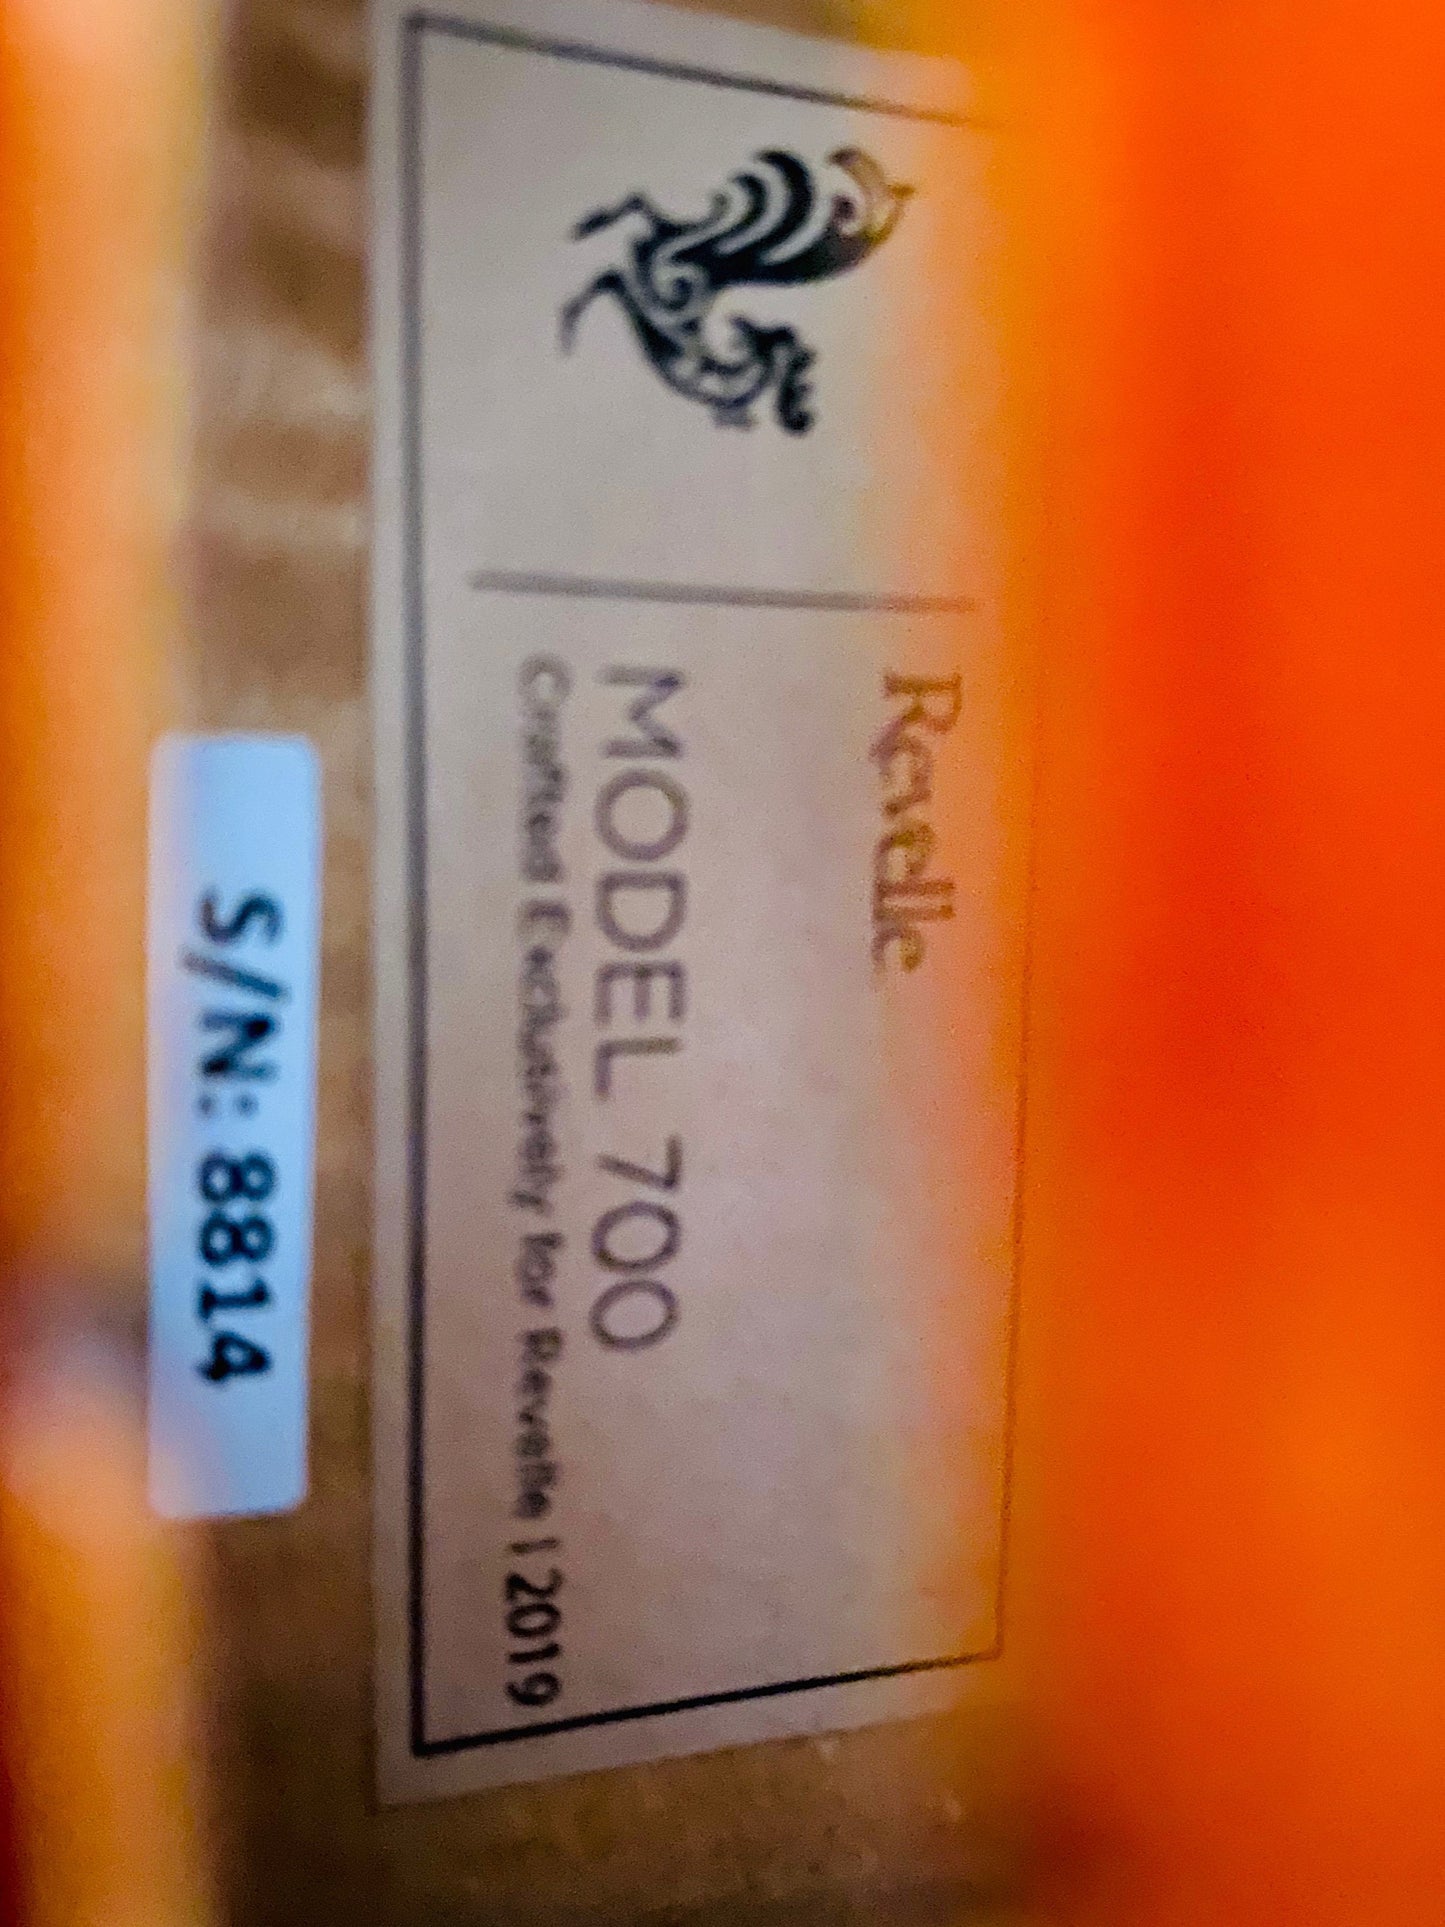 Revelle
MODEL 700
Crafted Exclusively for Revelle | 2019
S/N: 8814